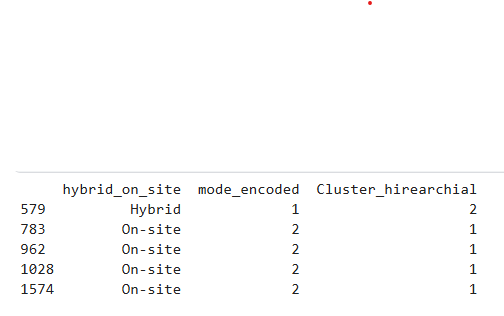 hybrid_on_site mode_encoded Cluster_hirearchial
579 Hybrid 1 2
783 On-site 2 1
962 On-site 2 1
1028 On-site 2 1
1574 On-site 2 1